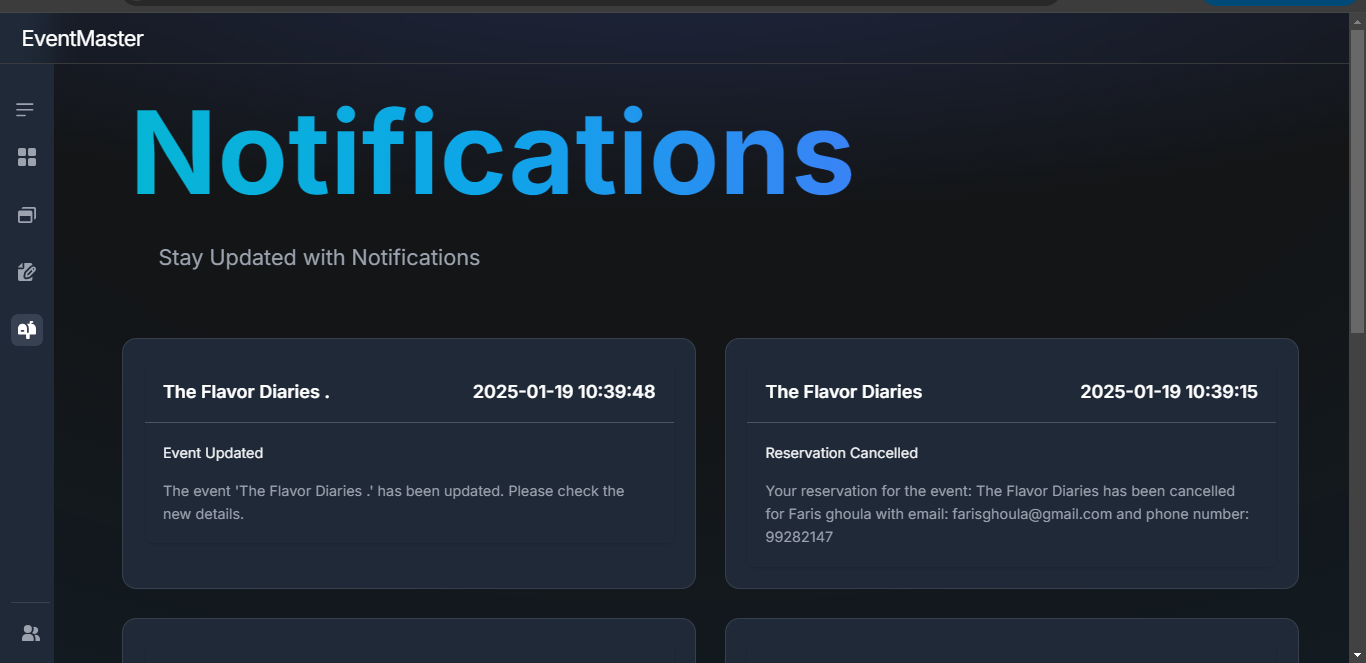 EventMaster
Notifications
Stay Updated with Notifications
The Flavor Diaries .
2025-01-19 10:39:48
Event Updated
The event 'The Flavor Diaries .' has been updated. Please check the
new details.
The Flavor Diaries
2025-01-19 10:39:15
Reservation Cancelled
Your reservation for the event: The Flavor Diaries has been cancelled
for Faris ghoula with email: farisghoula@gmail.com and phone number:
99282147